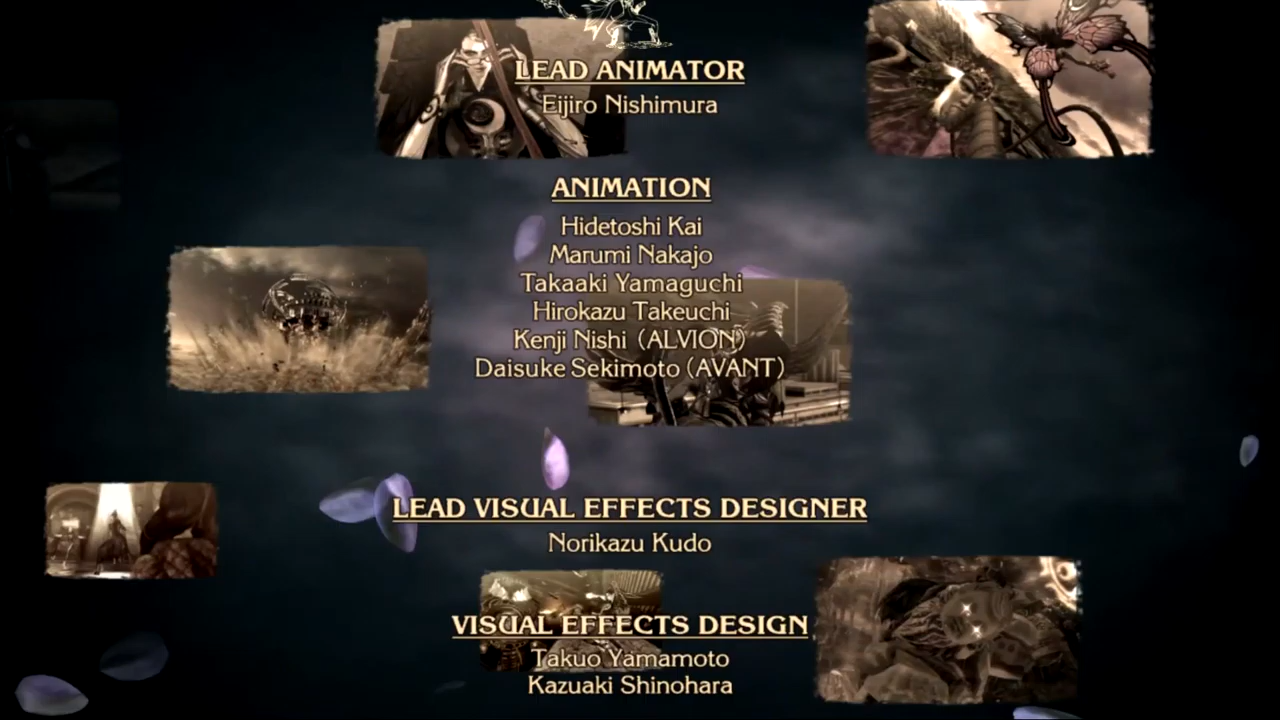 LEAD ANIMATOR
Eijiro Nishimura
ANIMATION
Hidetoshi Kai
Marumi Nakajo
Takaaki Yamaguchi
Hirokazu Takeuchi
Kenji Nishi (ALVION)
Daisuke Sekimoto (AVANT)
LEAD VISUAL EFFECTS DESIGNER
Norikazu Kudo
VISUAL EFFECTS DESIGN
Takuo Yamamoto
Kazuaki Shinohara